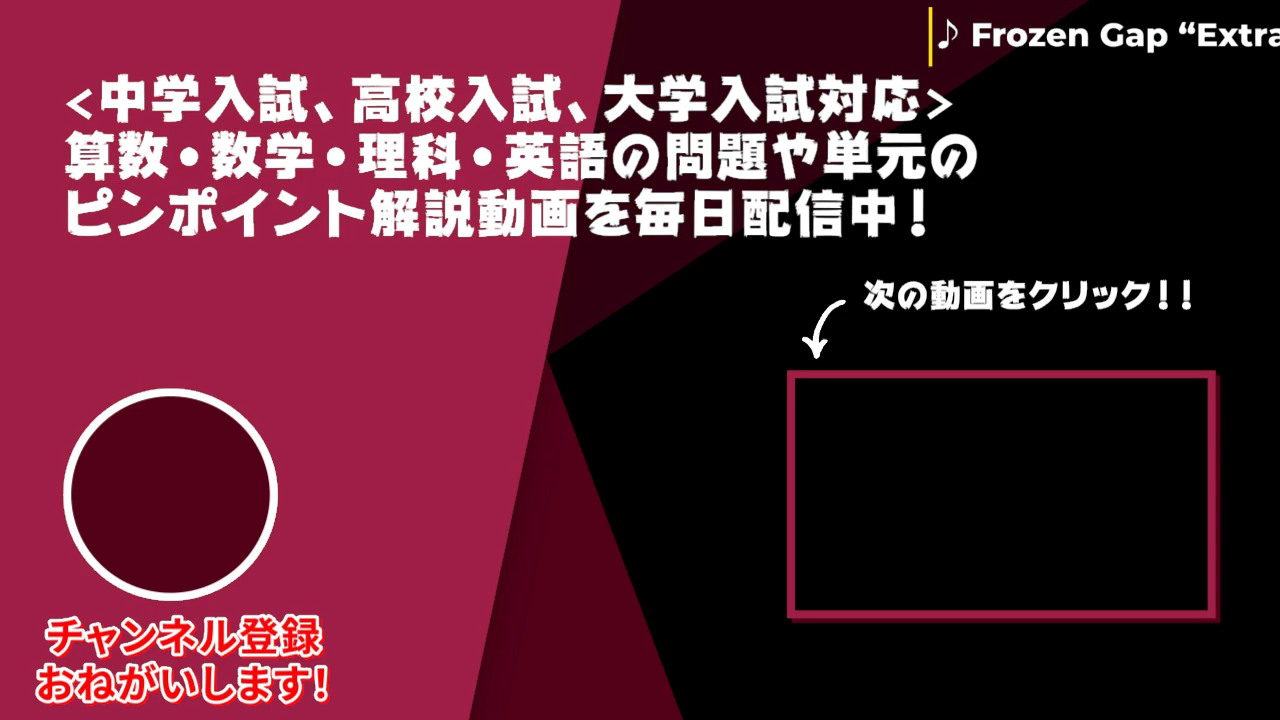 ♪ Frozen Gap “Extra
<中学入試、高校入試、大学入試対応>
算数・数学・理科・英語の問題や単元の
ピンポイント解説動画を毎日配信中！
次の動画をクリック！！
チャンネル登録
おねがいします！